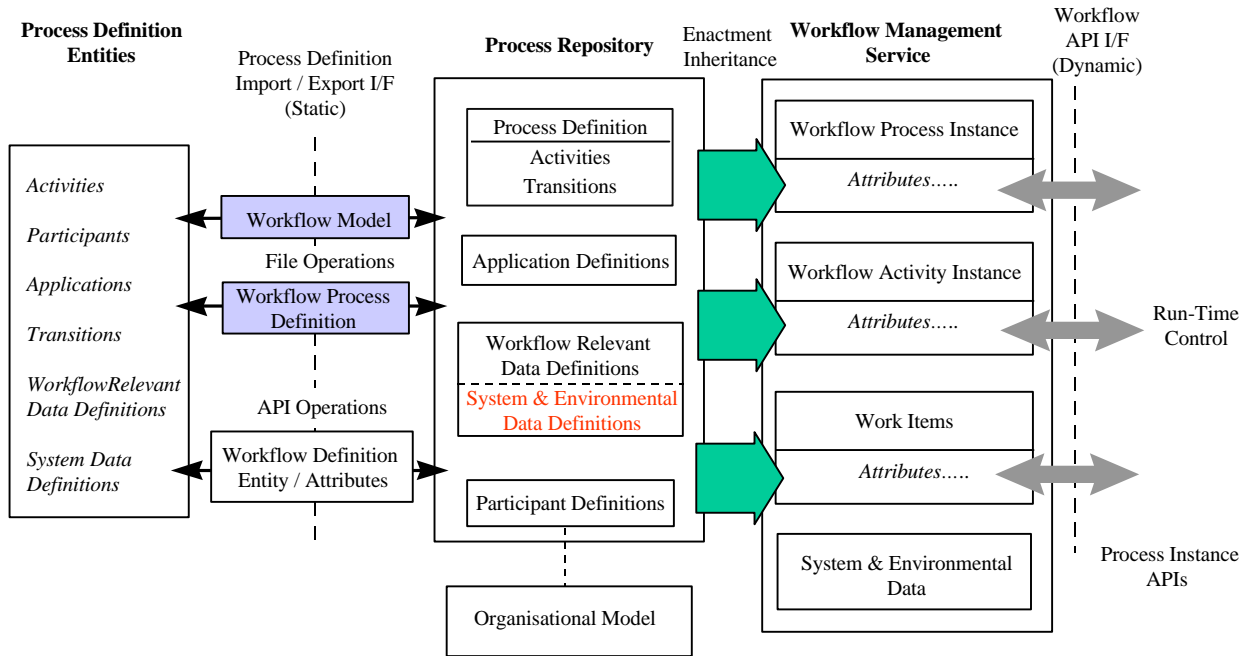 Process Definition
Entities
Activities
Participants
Applications
Transitions
WorkflowRelevant
Data Definitions
System Data
Definitions
Process Definition
Import / Export I/F
(Static)
Workflow Model
File Operations
Workflow Process
Definition
API Operations
Workflow Definition
Entity / Attributes
Process Repository
Process Definition
Activities
Transitions
Application Definitions
Workflow Relevant
Data Definitions
System & Environmental
Data Definitions
Participant Definitions
Organisational Model
Enactment
Inheritance
Workflow Management
Service
Workflow Process Instance
Attributes…..
Workflow Activity Instance
Attributes…..
Work Items
Attributes…..
System & Environmental
Data
Workflow
API I/F
(Dynamic)
Run-Time
Control
Process Instance
APIs